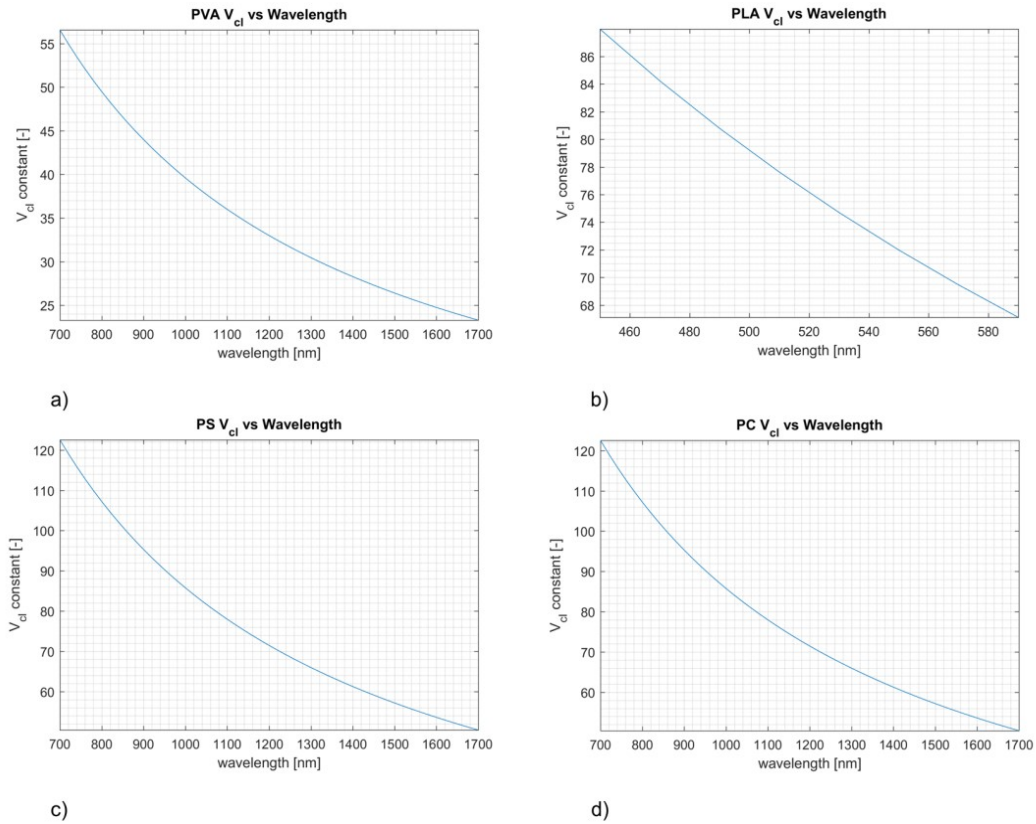 PVA V_cl vs Wavelength
55
50
45
40
35
30
25
V_cl constant [-]
700 800 900 1000 1100 1200 1300 1400 1500 1600 1700
wavelength [nm]
a)
PLA V_cl vs Wavelength
86
84
82
80
78
76
74
72
70
68
V_cl constant [-]
460 480 500 520 540 560 580
wavelength [nm]
b)
PS V_cl vs Wavelength
120
110
100
90
80
70
60
V_cl constant [-]
700 800 900 1000 1100 1200 1300 1400 1500 1600 1700
wavelength [nm]
c)
PC V_cl vs Wavelength
120
110
100
90
80
70
60
V_cl constant [-]
700 800 900 1000 1100 1200 1300 1400 1500 1600 1700
wavelength [nm]
d)